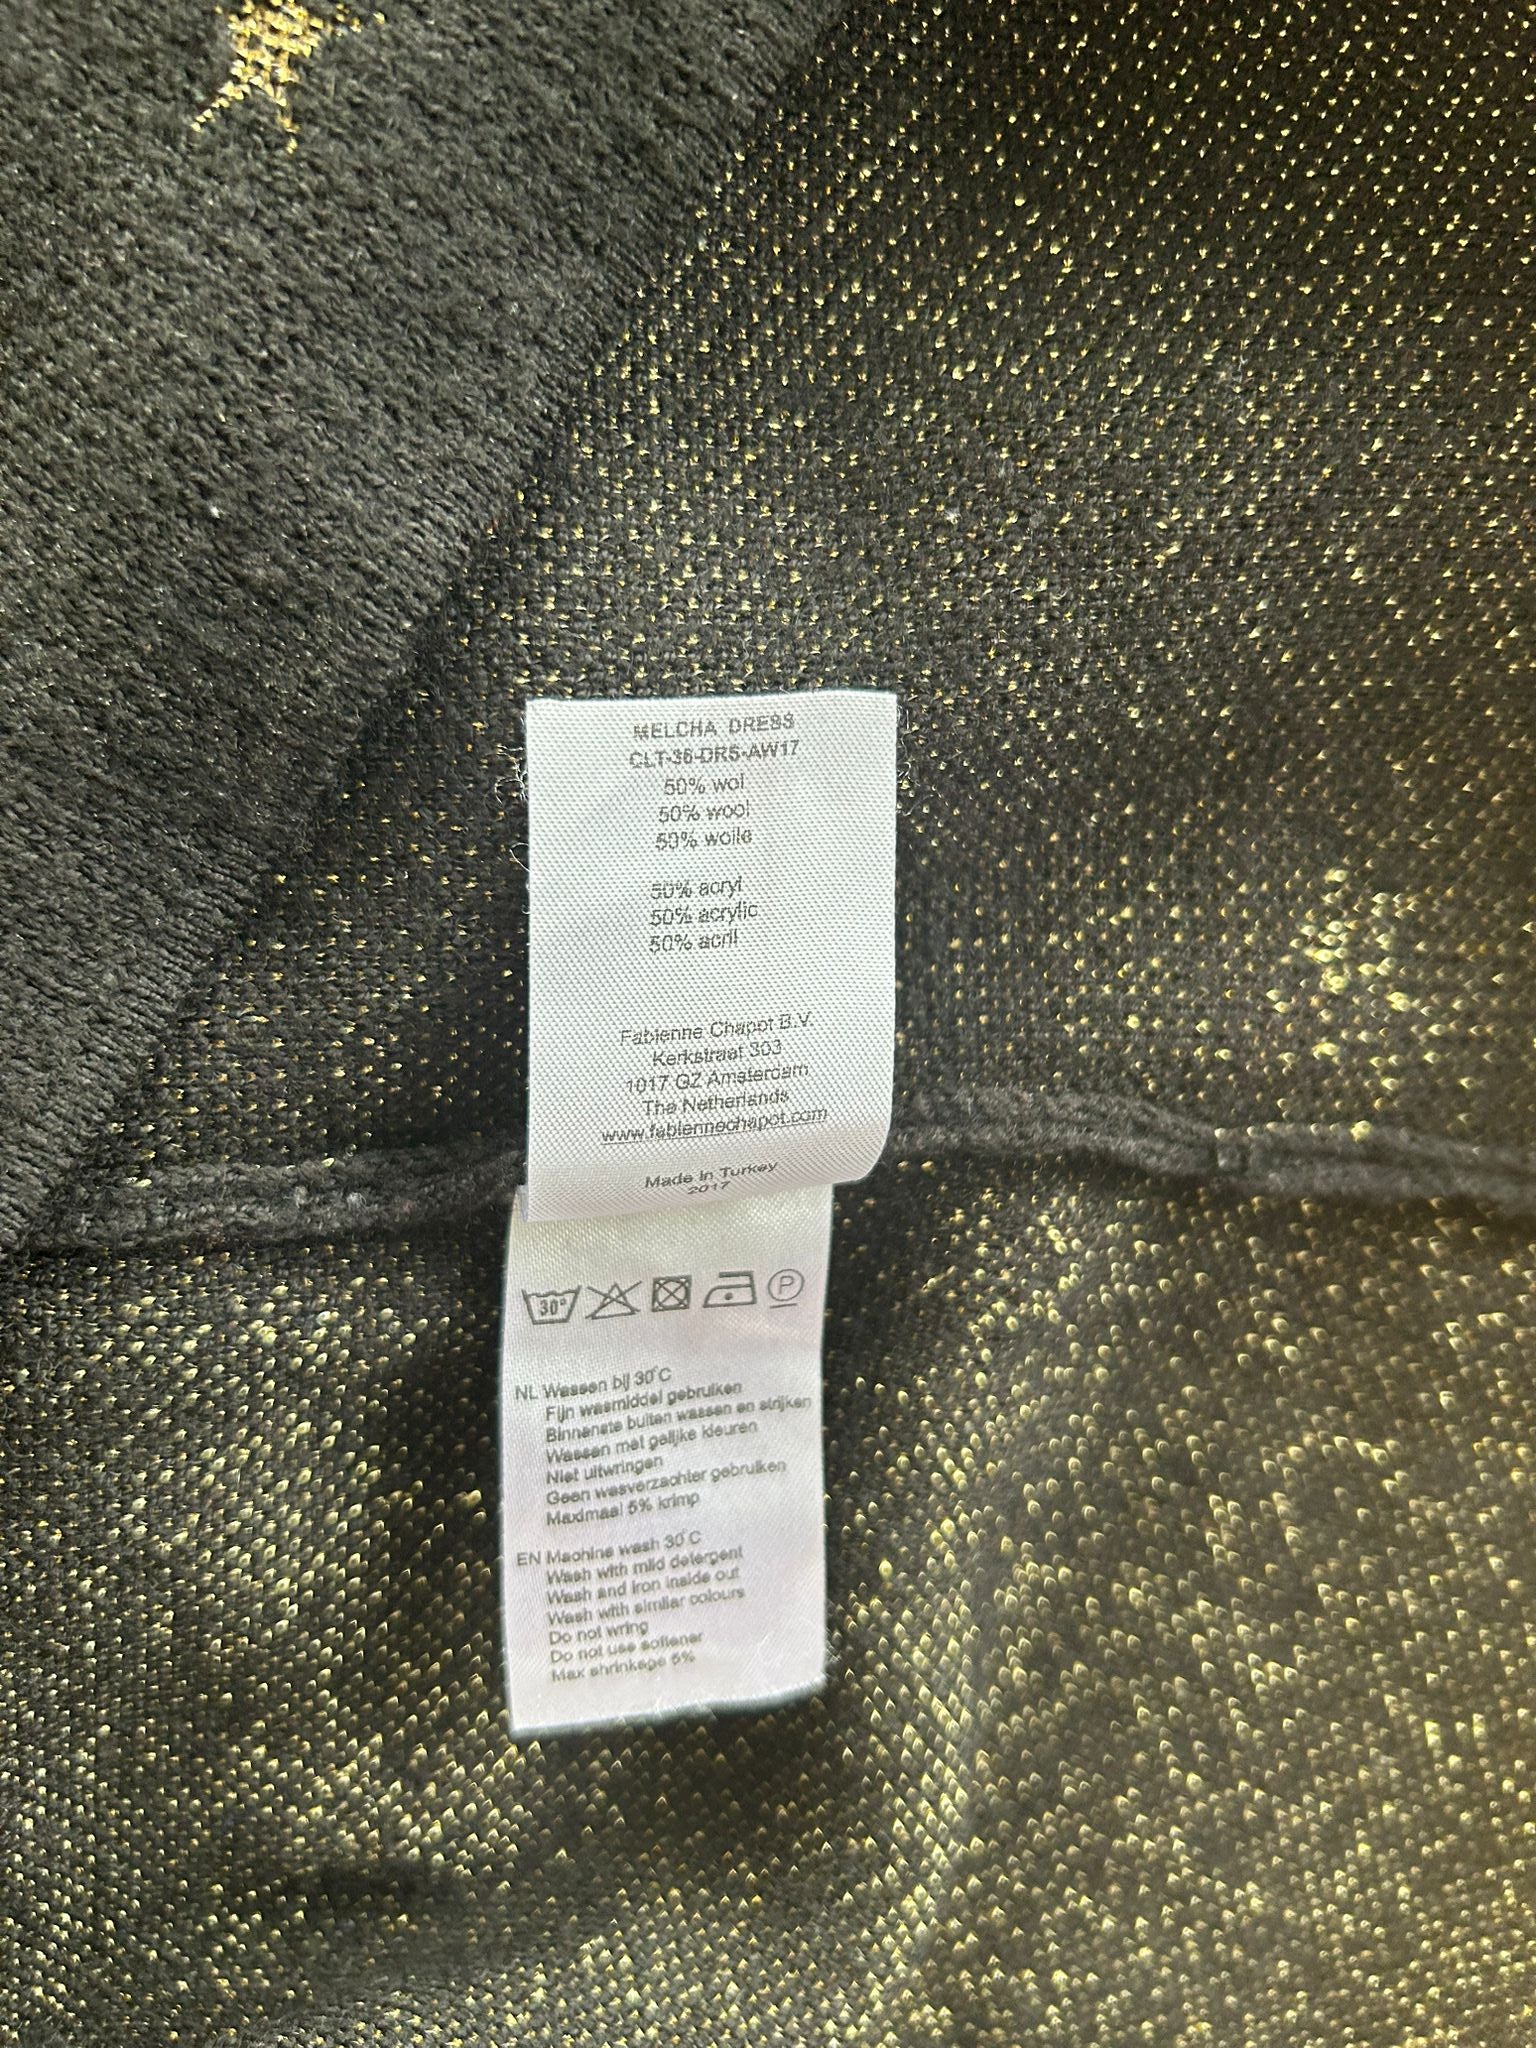 MELCHA DRESS
CLT-36-DRS-AW17
50% wol
50% wool
50% wolle
50% acryl
50% acrylic
50% acril
Fabienne Chapot B.V.
Kerkstraat 303
1017 GZ Amsterdam
The Netherlands
www.fabiennechapot.com
Made in Turkey
2017
30° P
NL Wassen bij 30°C
Fijn wasmiddel gebruiken
Binnenste buiten wassen en strijken
Wassen met gelijke kleuren
Niet uitwringen
Geen wasverzachter gebruiken
Maximaal 5% krimp
EN Machine wash 30°C
Wash with mild detergent
Wash and iron inside out
Wash with similar colours
Do not wring
Do not use softener
Max shrinkage 5%